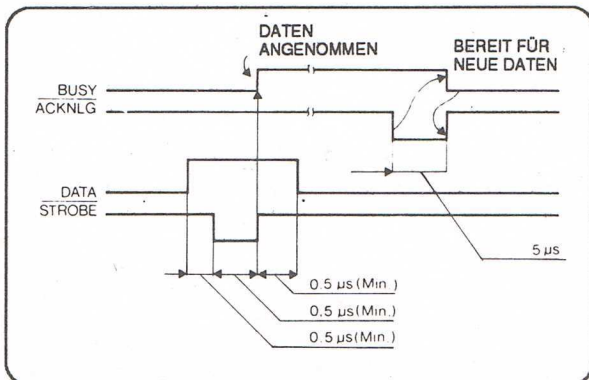 DATEN
ANGENOMMEN
BEREIT FÜR
NEUE DATEN
BUSY
ACKNLG
DATA
STROBE
5 µs
0.5 µs (Min.)
0.5 µs (Min.)
0.5 µs (Min.)